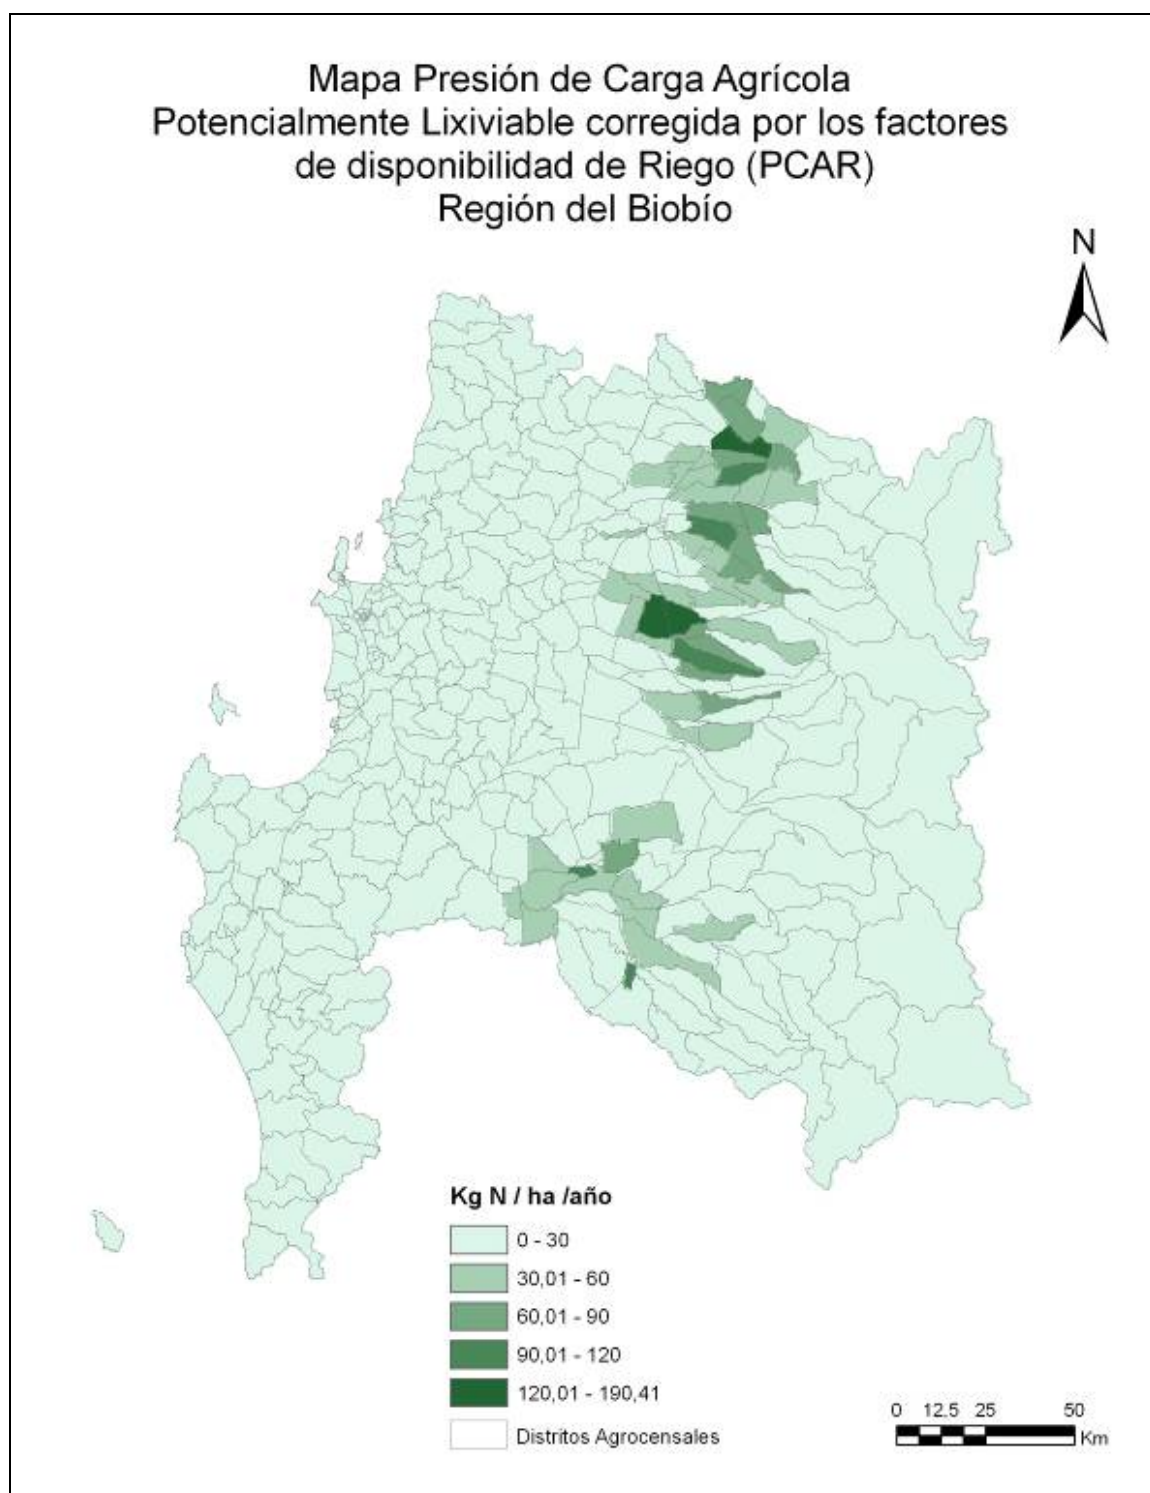 Mapa Presión de Carga Agrícola
Potencialmente Lixiviable corregida por los factores
de disponibilidad de Riego (PCAR)
Región del Biobío
N
Kg N / ha /año
0 - 30
30,01 - 60
60,01 - 90
90,01 - 120
120,01 - 190,41
Distritos Agrocensales
0 12.5 25 50
Km